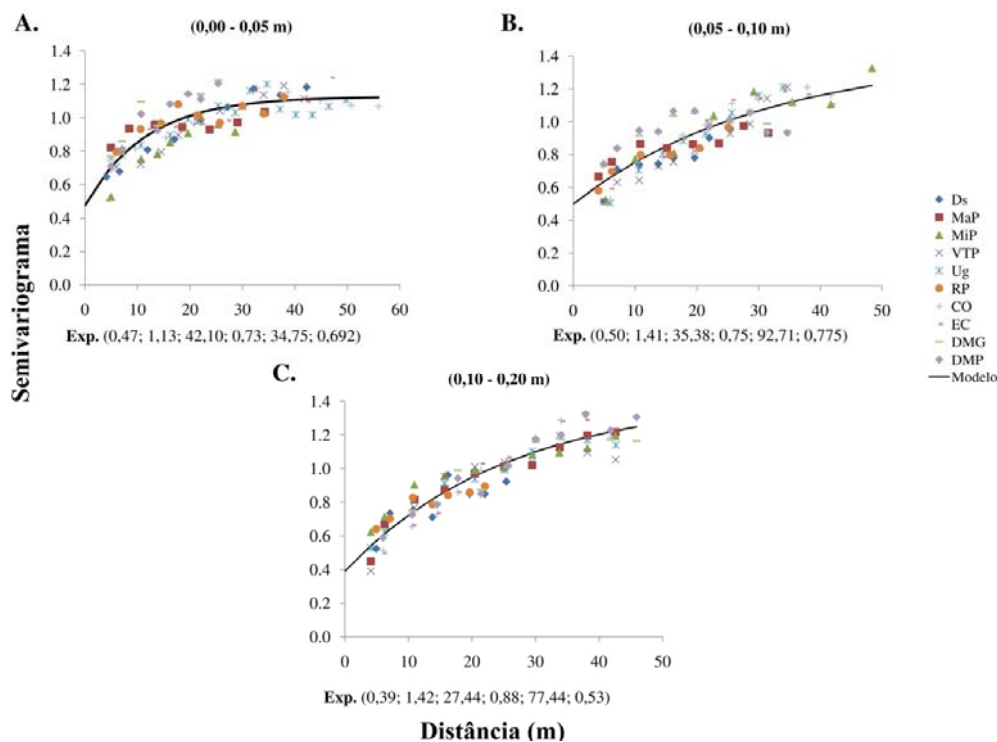 A.
(0,00 - 0,05 m)
1.4
1.2
1.0
0.8
0.6
0.4
0.2
0.0
0 10 20 30 40 50 60
Exp. (0,47; 1,13; 42,10; 0,73; 34,75; 0,692)
B.
(0,05 - 0,10 m)
1.4
1.2
1.0
0.8
0.6
0.4
0.2
0.0
0 10 20 30 40 50
Exp. (0,50; 1,41; 35,38; 0,75; 92,71; 0,775)
Ds
MaP
MiP
VTP
Ug
RP
CO
EC
DMG
DMP
Modelo
Semivariograma
C.
(0,10 - 0,20 m)
1.4
1.2
1.0
0.8
0.6
0.4
0.2
0.0
0 10 20 30 40 50
Exp. (0,39; 1,42; 27,44; 0,88; 77,44; 0,53)
Distância (m)